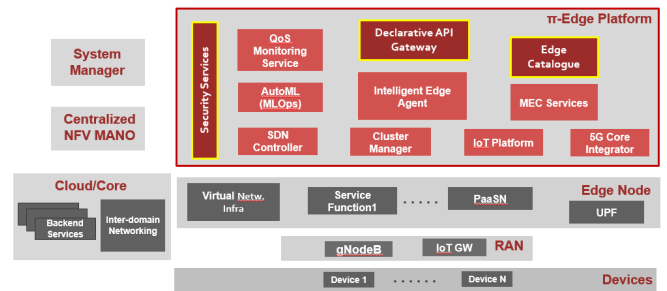 π-Edge Platform
System
Manager
Centralized
NFV MANO
Security Services
QoS
Monitoring
Service
Declarative API
Gateway
Edge
Catalogue
AutoML
(MLOps)
Intelligent Edge
Agent
MEC Services
SDN
Controller
Cluster
Manager
IoT Platform
5G Core
Integrator
Cloud/Core
Backend
Services
Inter-domain
Networking
Edge Node
Virtual Netw.
Infra
Service
Function1
.....
PaaSN
UPF
RAN
gNodeB
IoT GW
Devices
Device 1
......
Device N